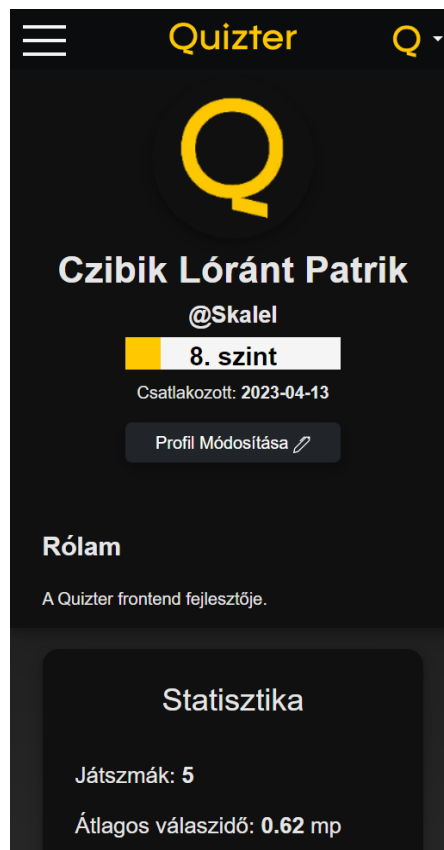 Quizter
Q
Q
Czibik Lóránt Patrik
@Skalel
8. szint
Csatlakozott: 2023-04-13
Profil Módosítása
Rólam
A Quizter frontend fejlesztője.
Statisztika
Játszmák: 5
Átlagos válaszidő: 0.62 mp